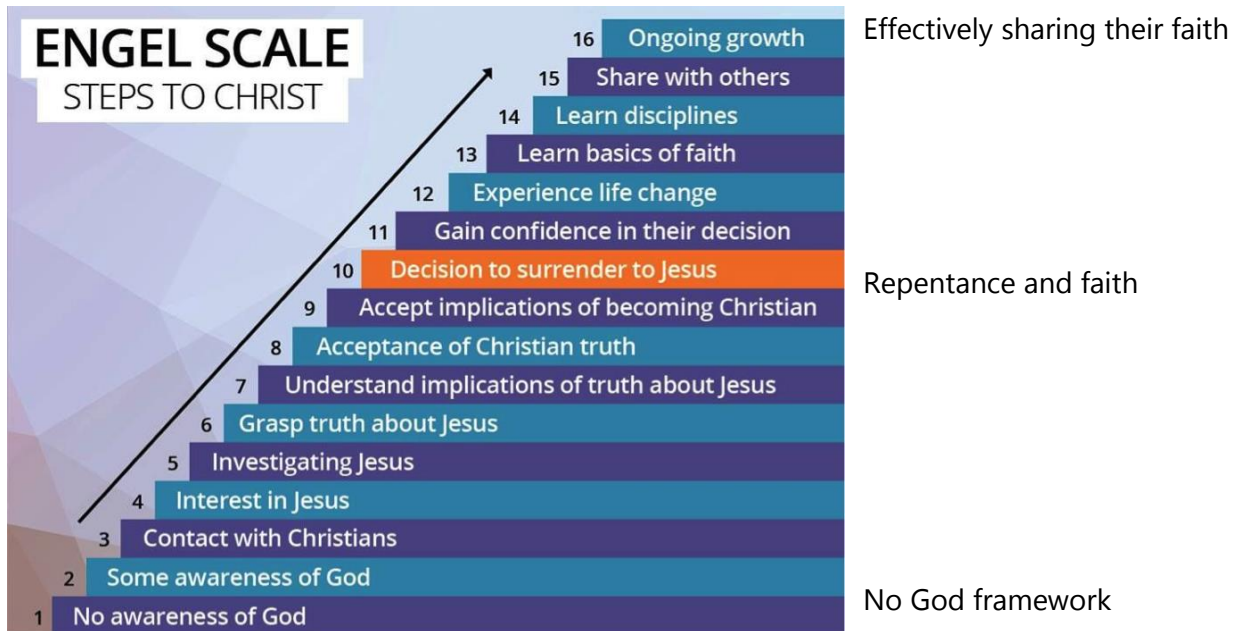 ENGEL SCALE
STEPS TO CHRIST
16 Ongoing growth
Effectively sharing their faith
15 Share with others
14 Learn disciplines
13 Learn basics of faith
12 Experience life change
11 Gain confidence in their decision
10 Decision to surrender to Jesus
Repentance and faith
9 Accept implications of becoming Christian
8 Acceptance of Christian truth
7 Understand implications of truth about Jesus
6 Grasp truth about Jesus
5 Investigating Jesus
4 Interest in Jesus
3 Contact with Christians
2 Some awareness of God
1 No awareness of God
No God framework